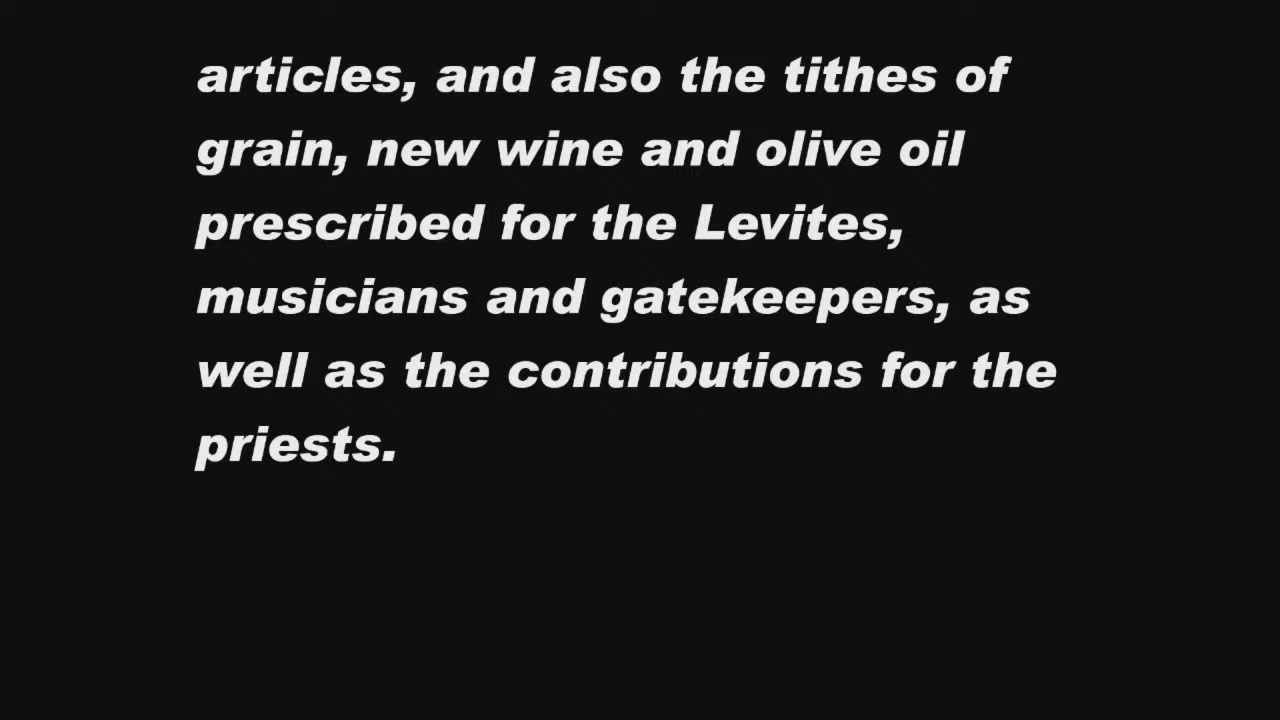 articles, and also the tithes of
grain, new wine and olive oil
prescribed for the Levites,
musicians and gatekeepers, as
well as the contributions for the
priests.